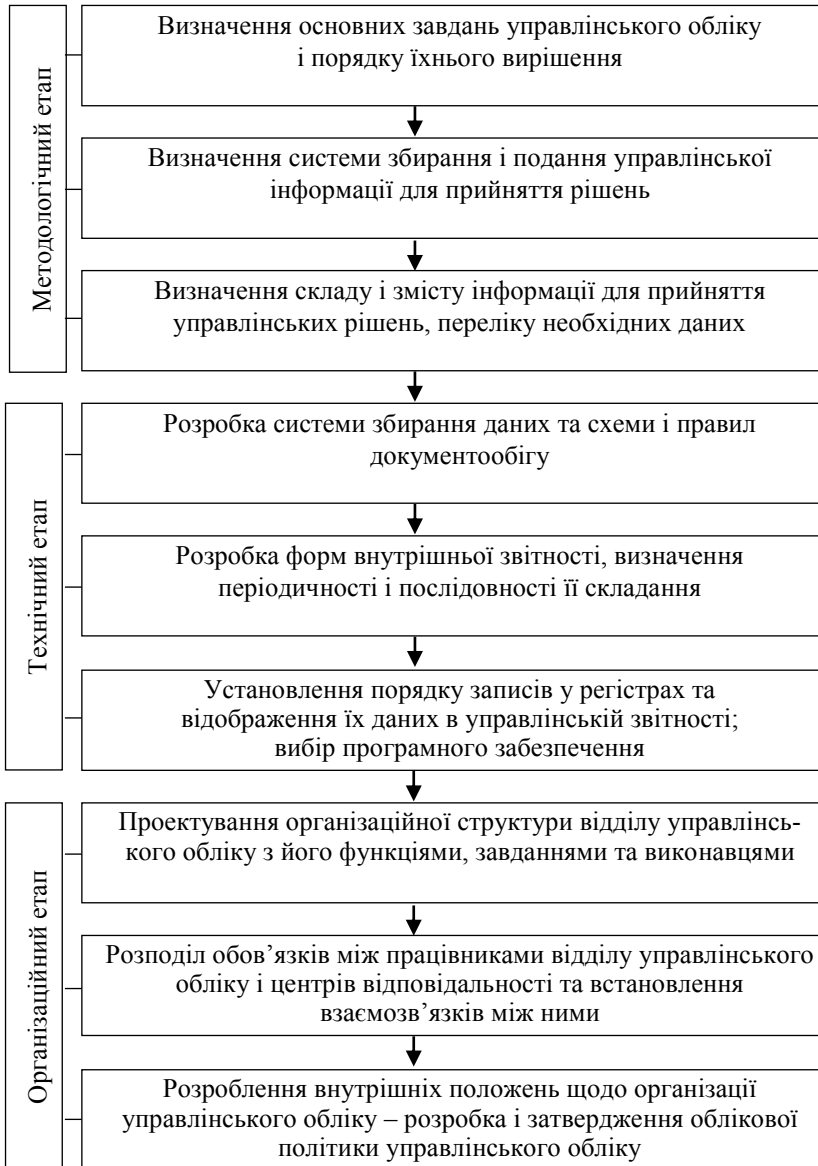 Методологічний етап
Визначення основних завдань управлінського обліку
і порядку їхнього вирішення
Визначення системи збирання і подання управлінської
інформації для прийняття рішень
Визначення складу і змісту інформації для прийняття
управлінських рішень, переліку необхідних даних
Технічний етап
Розробка системи збирання даних та схеми і правил
документообігу
Розробка форм внутрішньої звітності, визначення
періодичності і послідовності її складання
Установлення порядку записів у регістрах та
відображення їх даних в управлінській звітності;
вибір програмного забезпечення
Організаційний етап
Проектування організаційної структури відділу управлінсь-
кого обліку з його функціями, завданнями та виконавцями
Розподіл обов’язків між працівниками відділу управлінського
обліку і центрів відповідальності та встановлення
взаємозв’язків між ними
Розроблення внутрішніх положень щодо організації
управлінського обліку – розробка і затвердження облікової
політики управлінського обліку